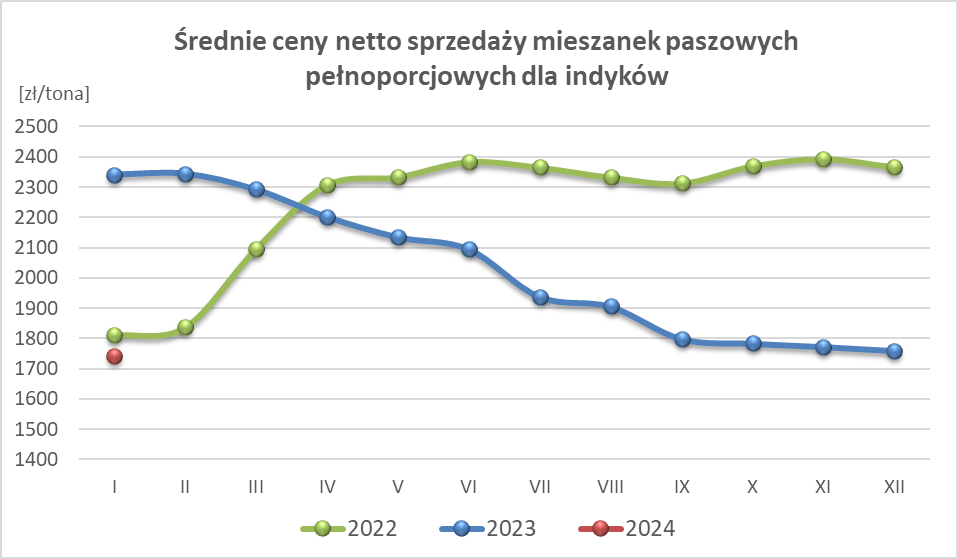 Średnie ceny netto sprzedaży mieszanek paszowych
pełnoporcjowych dla indyków
[zł/tona]
2500
2400
2300
2200
2100
2000
1900
1800
1700
1600
1500
1400
I II III IV V VI VII VIII IX X XI XII
2022 2023 2024